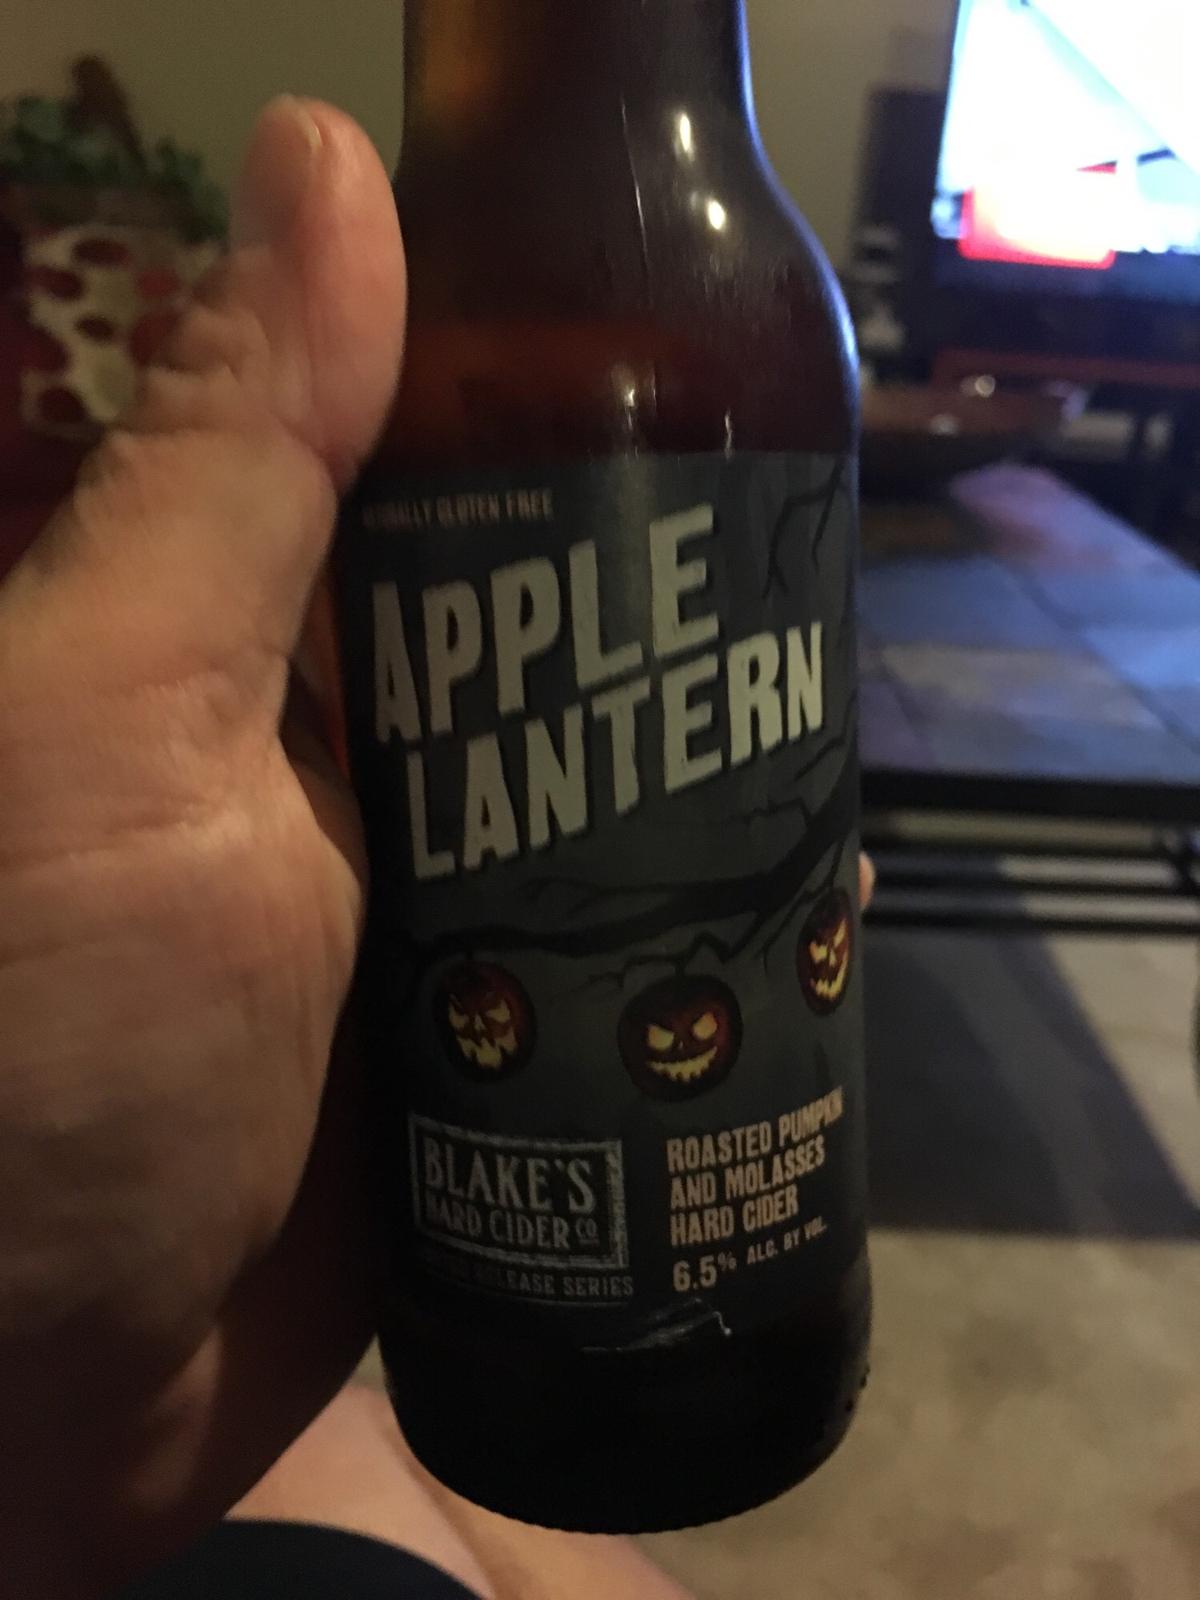 GLUTEN FREE
APPLE
LANTERN
BLAKE'S
HARD CIDER CO
RELEASE SERIES
ROASTED PUMPKIN
AND MOLASSES
HARD CIDER
6.5% ALC. BY VOL.